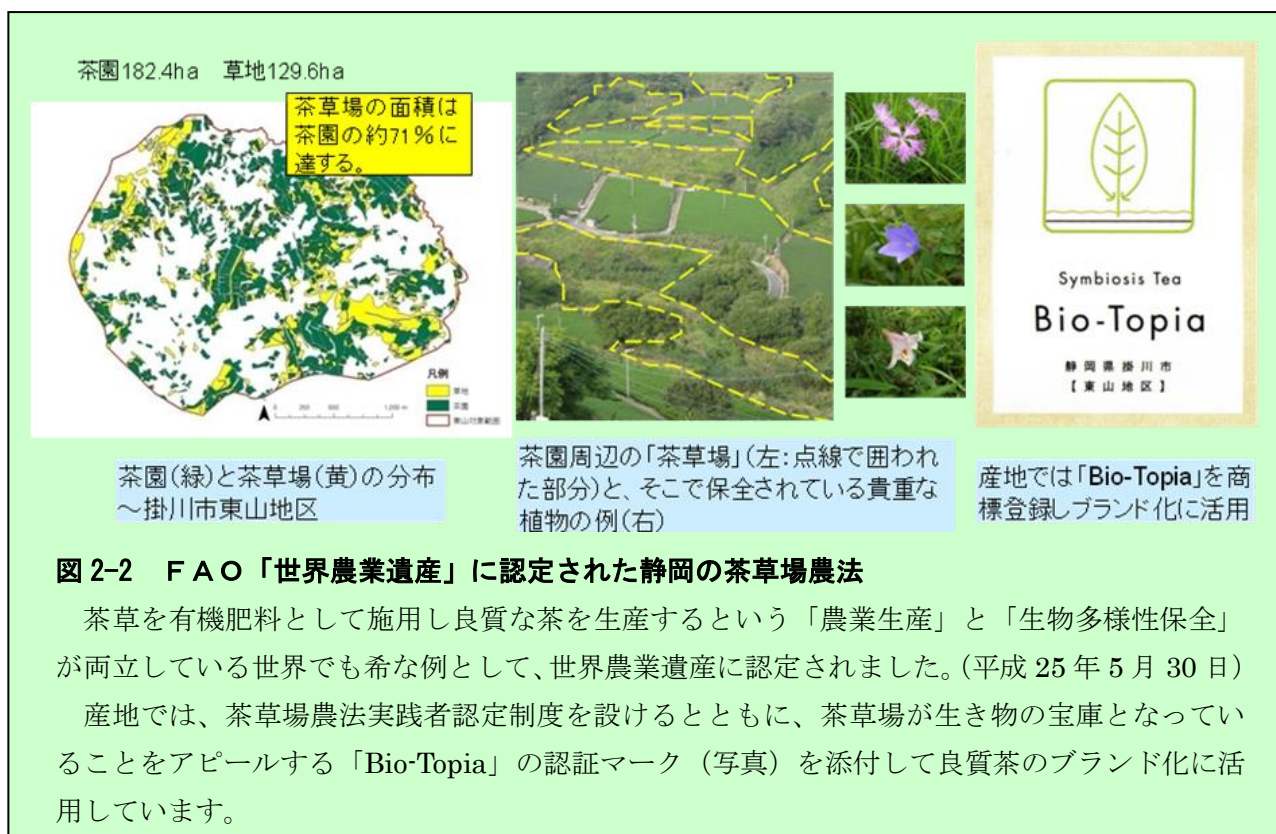 茶園182.4ha 草地129.6ha
茶草場の面積は
茶園の約71%に
達する。
凡例
草地
茶園
東山対象範囲
0 250 500 1,000 m
茶園(緑)と茶草場(黄)の分布
~掛川市東山地区
茶園周辺の「茶草場」(左:点線で囲われ
た部分)と、そこで保全されている貴重な
植物の例(右)
Symbiosis Tea
Bio-Topia
静岡県掛川市
【東山地区】
産地では「Bio-Topia」を商
標登録しブランド化に活用
図 2-2 FAO「世界農業遺産」に認定された静岡の茶草場農法
茶草を有機肥料として施用し良質な茶を生産するという「農業生産」と「生物多様性保全」
が両立している世界でも希な例として、世界農業遺産に認定されました。(平成 25 年 5 月 30 日)
産地では、茶草場農法実践者認定制度を設けるとともに、茶草場が生き物の宝庫となってい
ることをアピールする「Bio-Topia」の認証マーク(写真)を添付して良質茶のブランド化に活
用しています。